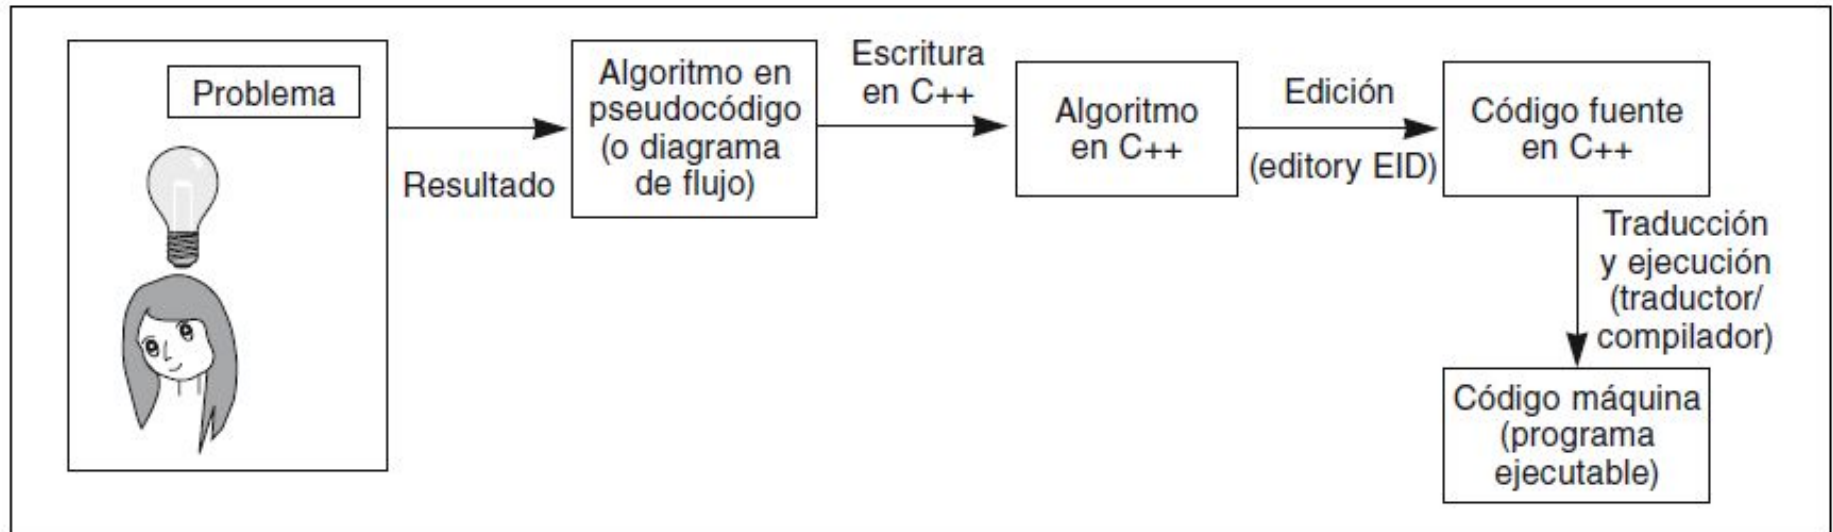 Problema
Resultado
Algoritmo en
pseudocódigo
(o diagrama
de flujo)
Escritura
en C++
Algoritmo
en C++
Edición
(editory EID)
Código fuente
en C++
Traducción
y ejecución
(traductor/
compilador)
Código máquina
(programa
ejecutable)